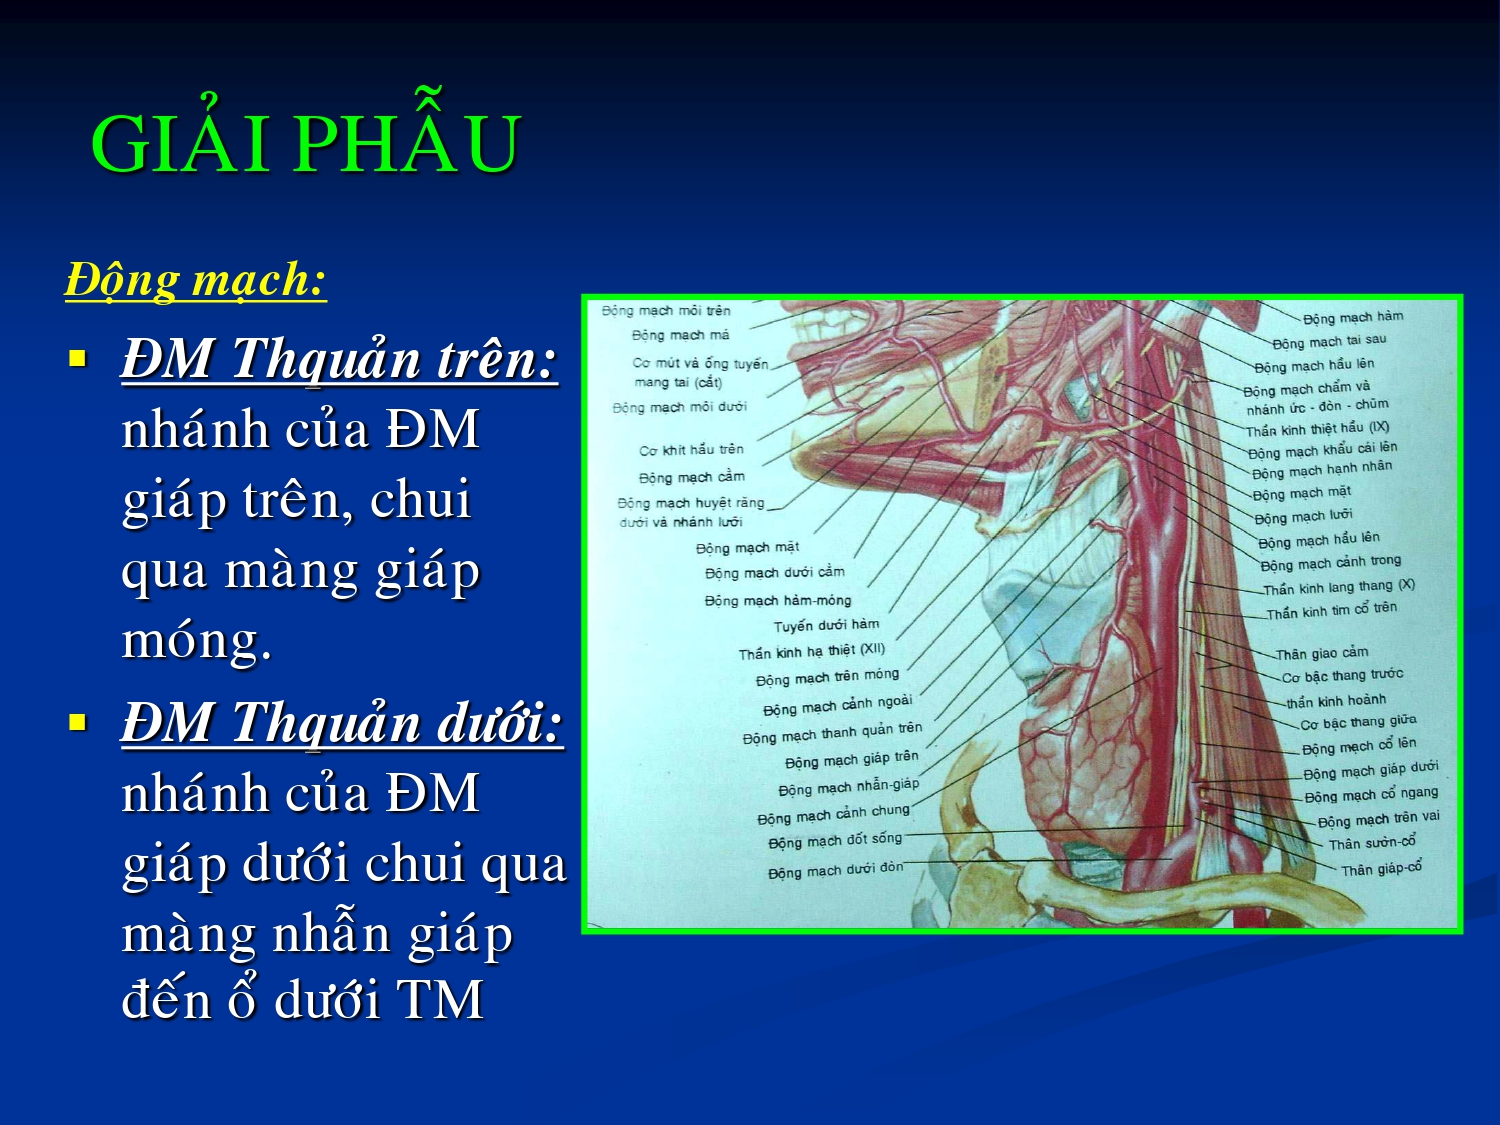 GIẢI PHẪU
Động mạch:
ĐM Thquản trên:
nhánh của ĐM
giáp trên, chui
qua màng giáp
móng.
ĐM Thquản dưới:
nhánh của ĐM
giáp dưới chui qua
màng nhẫn giáp
đến ổ dưới TM
Động mạch môi trên
Động mạch má
Cơ mút và ống tuyến
mang tai (cắt)
Động mạch môi dưới
Cơ khít hầu trên
Động mạch cằm
Động mạch huyệt răng
dưới và nhánh lưỡi
Động mạch mặt
Động mạch dưới cằm
Động mạch hàm-móng
Tuyến dưới hàm
Thần kinh hạ thiệt (XII)
Động mạch trên móng
Động mạch cảnh ngoài
Động mạch thanh quản trên
Động mạch giáp trên
Động mạch nhẫn-giáp
Động mạch cảnh chung
Động mạch đốt sống
Động mạch dưới đòn
Động mạch hàm
Động mạch tai sau
Động mạch hầu lên
Động mạch chẩm và
nhánh ức - đòn - chũm
Thần kinh thiệt hầu (IX)
Động mạch khẩu cái lên
Động mạch hạnh nhân
Động mạch mặt
Động mạch lưỡi
Động mạch hầu lên
Động mạch cảnh trong
Thần kinh lang thang (X)
Thần kinh tim cổ trên
Thân giao cảm
Cơ bậc thang trước
thần kinh hoành
Cơ bậc thang giữa
Động mạch cổ lên
Động mạch giáp dưới
Động mạch cổ ngang
Động mạch trên vai
Thân sườn-cổ
Thân giáp-cổ